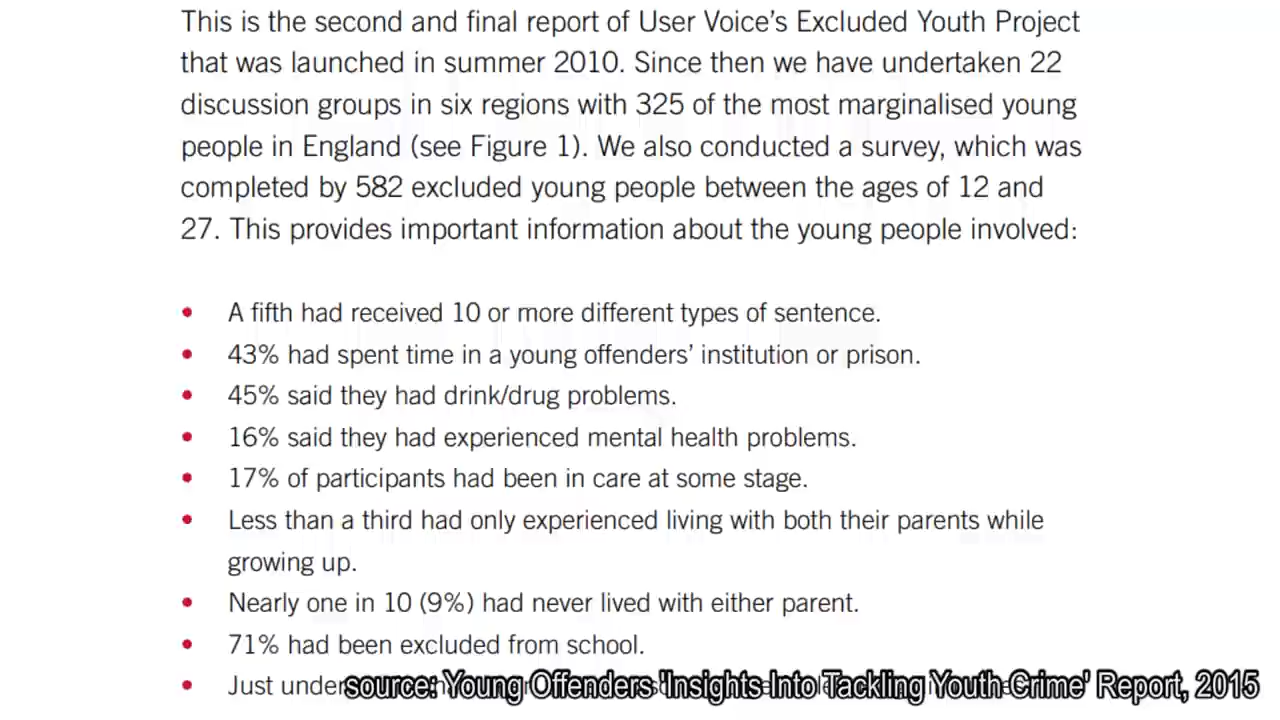 This is the second and final report of User Voice's Excluded Youth Project
that was launched in summer 2010. Since then we have undertaken 22
discussion groups in six regions with 325 of the most marginalised young
people in England (see Figure 1). We also conducted a survey, which was
completed by 582 excluded young people between the ages of 12 and
27. This provides important information about the young people involved:
• A fifth had received 10 or more different types of sentence.
• 43% had spent time in a young offenders' institution or prison.
• 45% said they had drink/drug problems.
• 16% said they had experienced mental health problems.
• 17% of participants had been in care at some stage.
• Less than a third had only experienced living with both their parents while
growing up.
• Nearly one in 10 (9%) had never lived with either parent.
• 71% had been excluded from school.
• Just under
source: Young Offenders 'Insights Into Tackling Youth Crime' Report, 2015